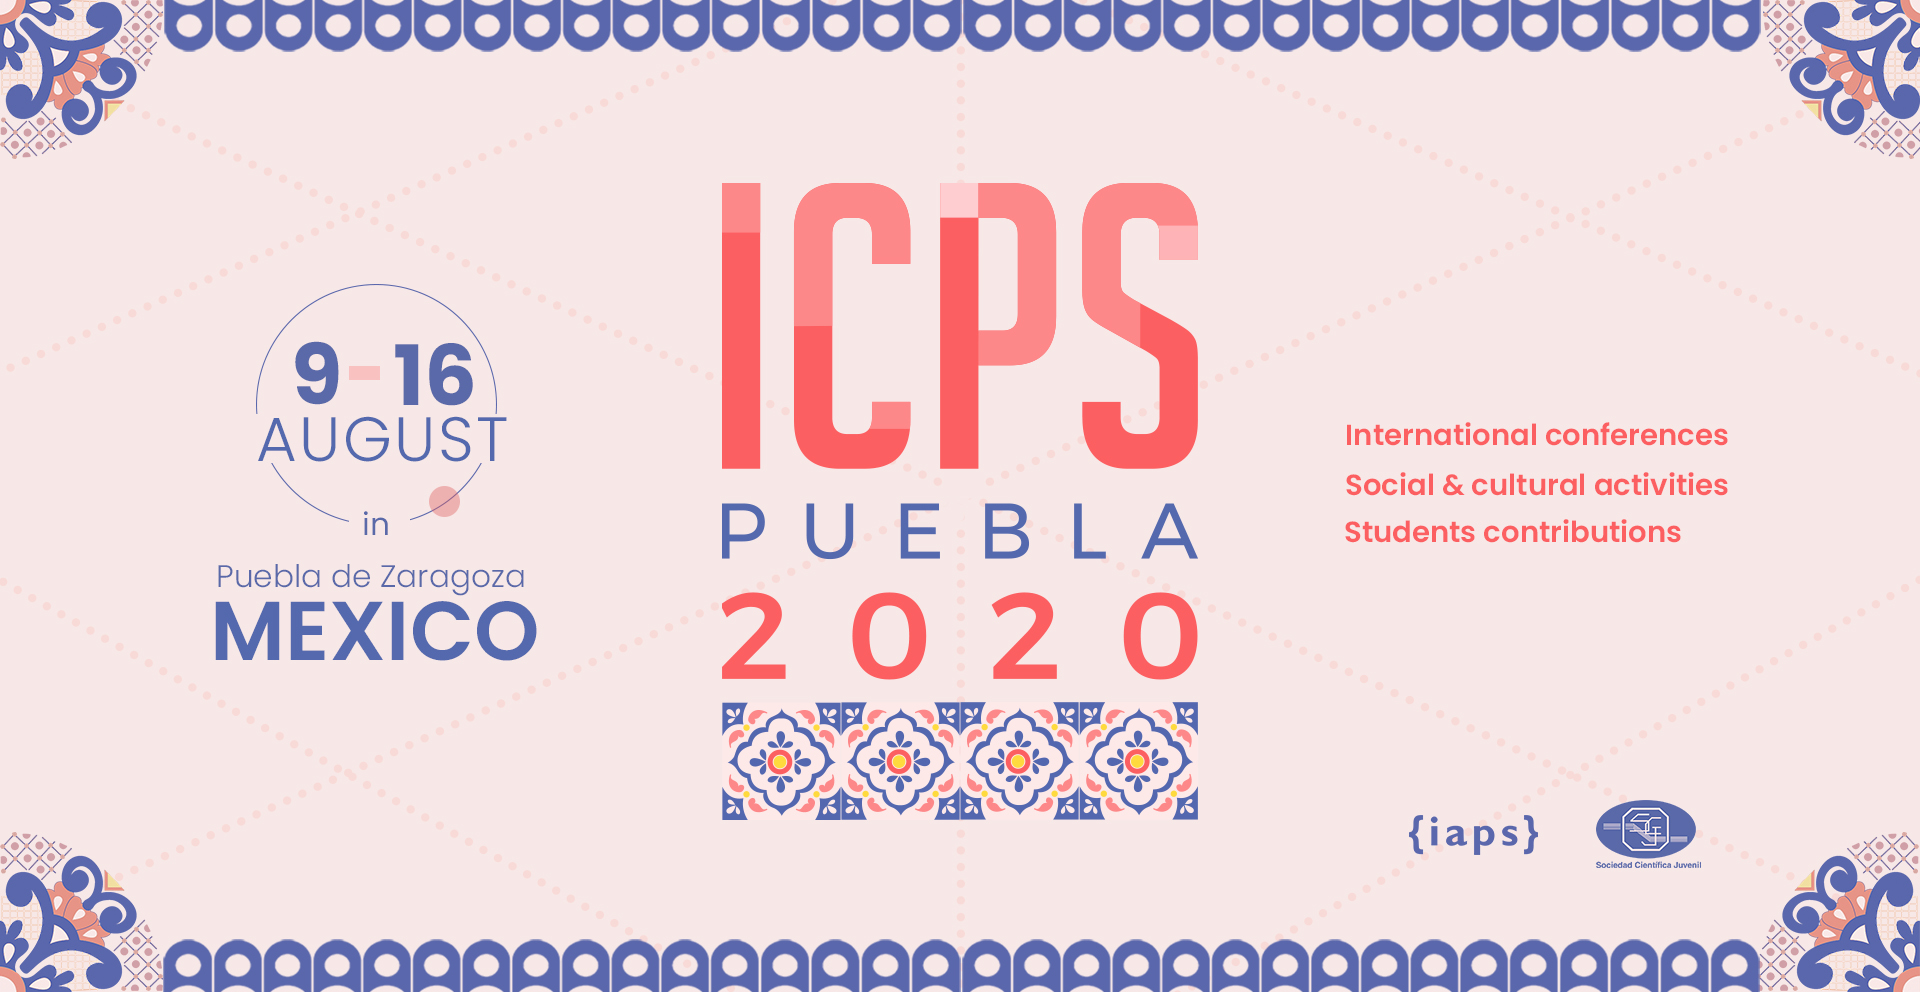 9-16
AUGUST
in
Puebla de Zaragoza
MEXICO
ICPS
PUEBLA
2020
International conferences
Social & cultural activities
Students contributions
{iaps}
Sociedad Científica Juvenil